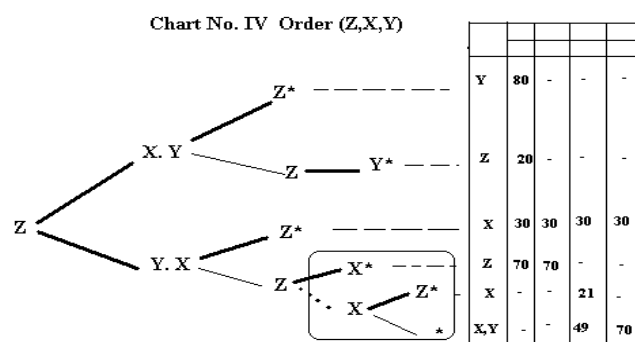 Chart No. IV Order (Z,X,Y)
Z* Y 80 - - -
X. Y
Z Y* Z 20 - - -
Z
Z* X 30 30 30 30
Y. X
X* Z 70 70 - -
Z
Z* X - - 21 -
X
* X,Y - - 49 70